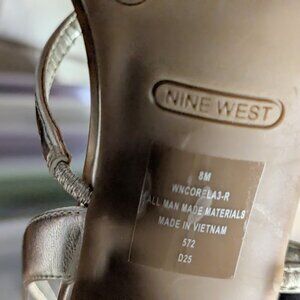 NINE WEST
8M
WNCORELA3-R
ALL MAN MADE MATERIALS
MADE IN VIETNAM
572
D25